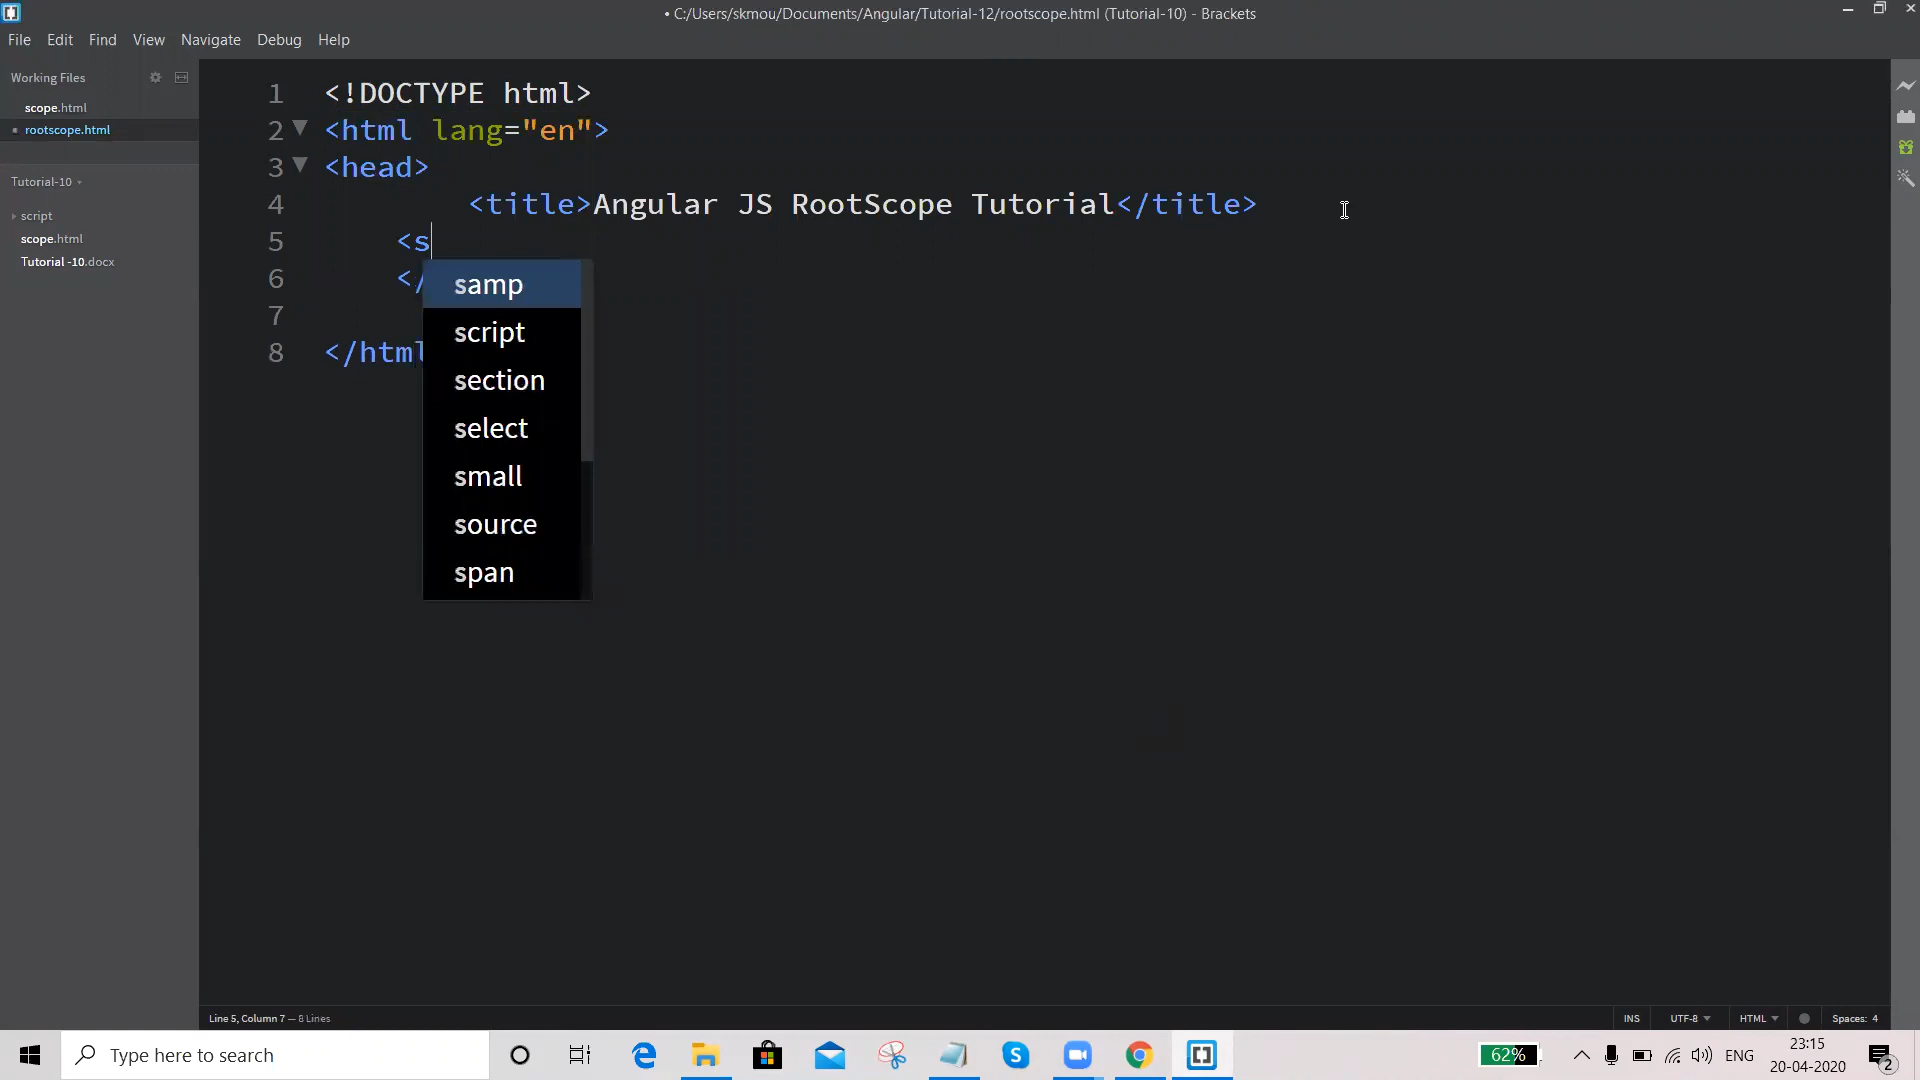 • C:/Users/skmou/Documents/Angular/Tutorial-12/rootscope.html (Tutorial-10) - Brackets
File Edit Find View Navigate Debug Help
Working Files
scope.html
• rootscope.html
Tutorial-10
script
scope.html
Tutorial -10.docx
1 <!DOCTYPE html>
2 <html lang="en">
3 <head>
4 <title>Angular JS RootScope Tutorial</title>
5 <s
6 </
7
8 </html
samp
script
section
select
small
source
span
Line 5, Column 7 — 8 Lines
INS UTF-8 HTML Spaces: 4
Type here to search
62%
ENG
23:15
20-04-2020
2